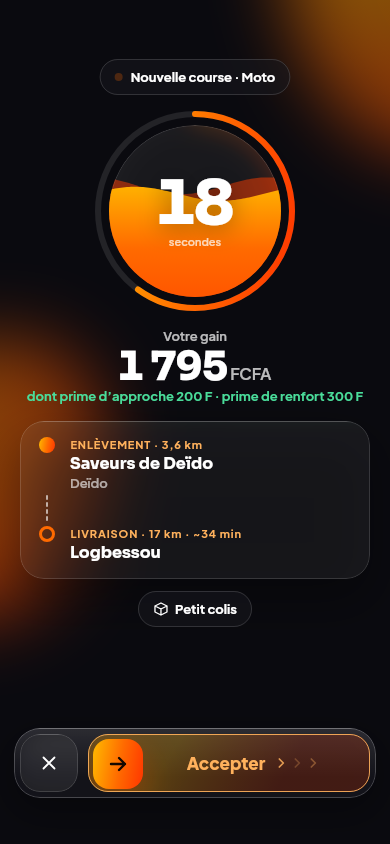 Nouvelle course · Moto
18
secondes
Votre gain
1 795 FCFA
dont prime d’approche 200 F · prime de renfort 300 F
ENLÈVEMENT · 3,6 km
Saveurs de Deïdo
Deïdo
LIVRAISON · 17 km · ~34 min
Logbessou
Petit colis
Accepter